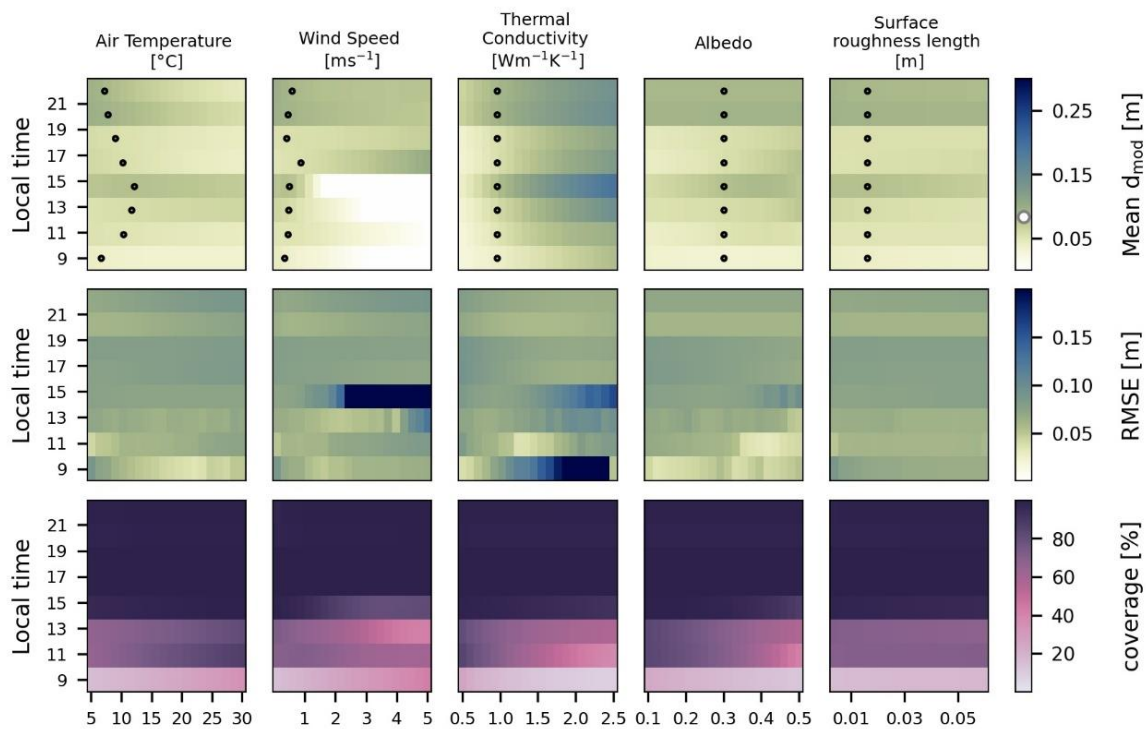 Air Temperature
[°C]
Wind Speed
[ms⁻¹]
Thermal
Conductivity
[Wm⁻¹K⁻¹]
Albedo
Surface
roughness length
[m]
Local time
21
19
17
15
13
11
9
0.25
0.05
Mean d_mod [m]
Local time
21
19
17
15
13
11
9
0.15
0.10
0.05
RMSE [m]
Local time
21
19
17
15
13
11
9
80
60
40
20
coverage [%]
5 10 15 20 25 30
1 2 3 4 5
0.5 1.0 1.5 2.0 2.5
0.1 0.2 0.3 0.4 0.5
0.01 0.03 0.05